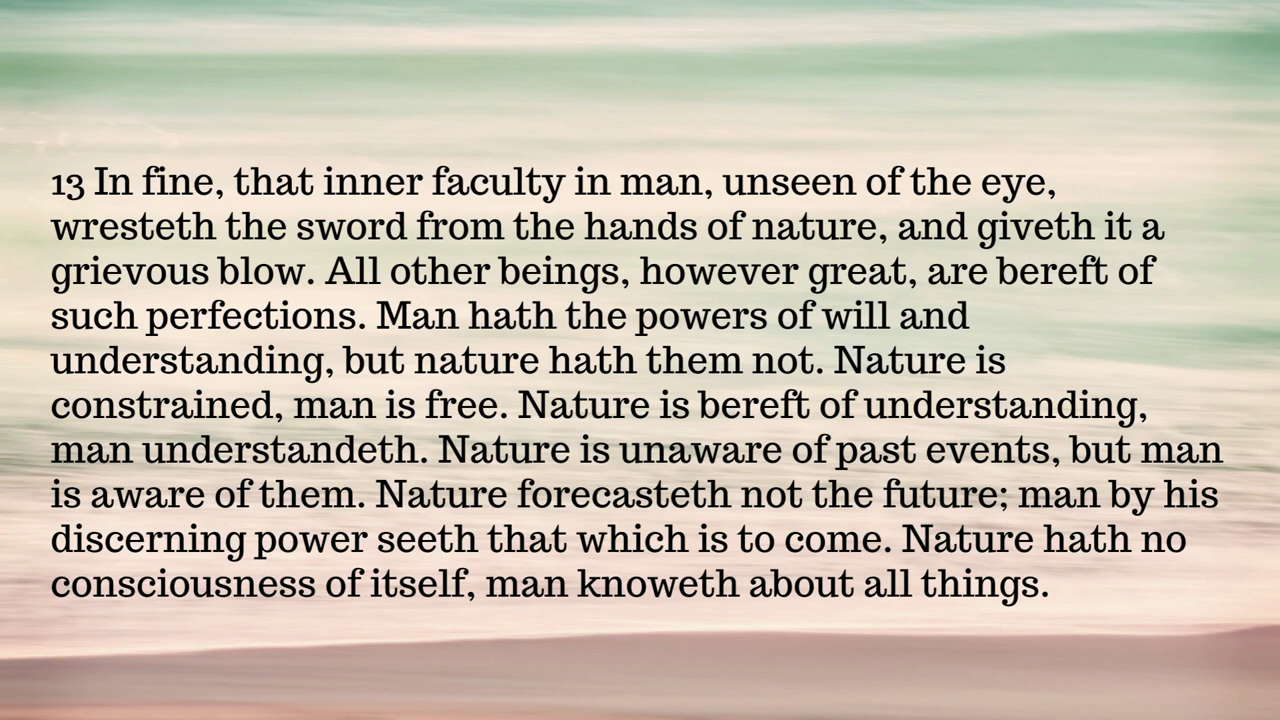 13 In fine, that inner faculty in man, unseen of the eye,
wresteth the sword from the hands of nature, and giveth it a
grievous blow. All other beings, however great, are bereft of
such perfections. Man hath the powers of will and
understanding, but nature hath them not. Nature is
constrained, man is free. Nature is bereft of understanding,
man understandeth. Nature is unaware of past events, but man
is aware of them. Nature forecasteth not the future; man by his
discerning power seeth that which is to come. Nature hath no
consciousness of itself, man knoweth about all things.